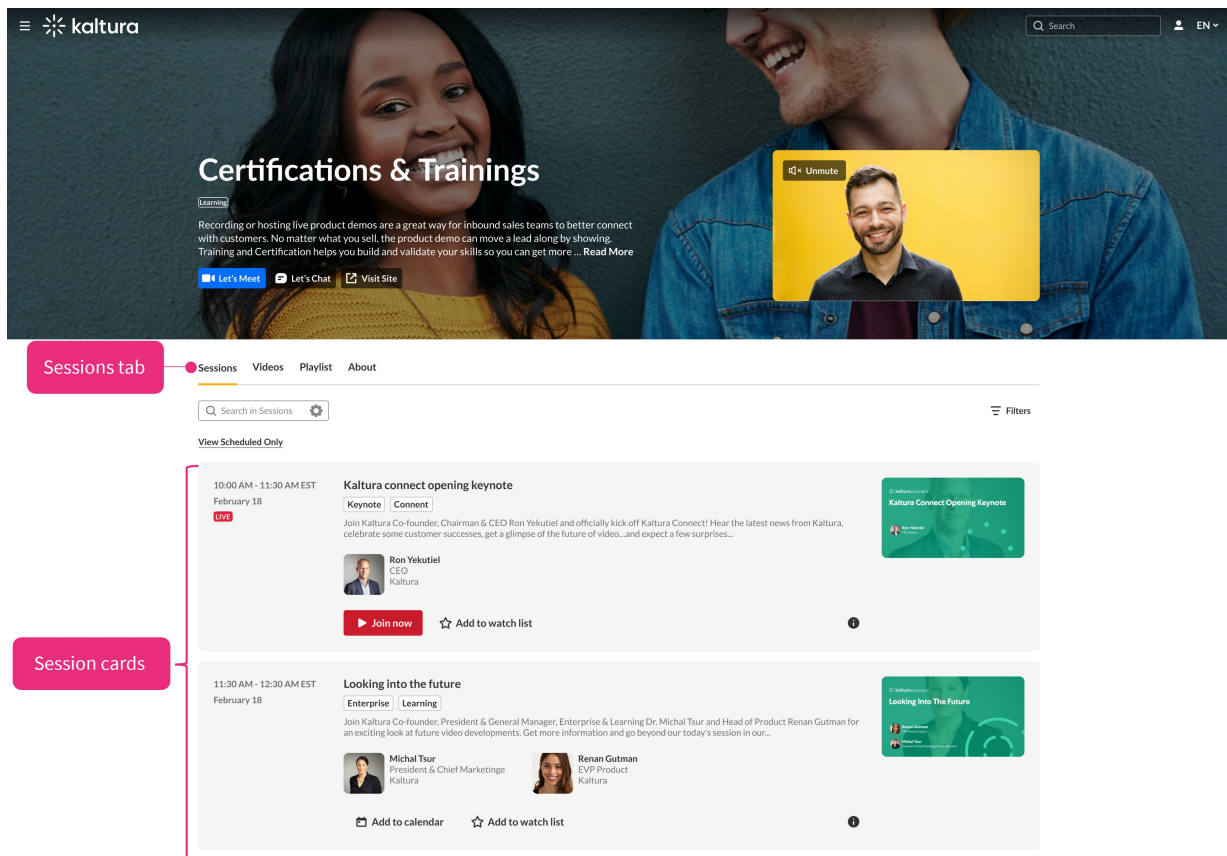 kaltura
Search
EN
Certifications & Trainings
Learning
Recording or hosting live product demos are a great way for inbound sales teams to better connect
with customers. No matter what you sell, the product demo can move a lead along by showing.
Training and Certification helps you build and validate your skills so you can get more ... Read More
Let's Meet
Let's Chat
Visit Site
Unmute
Sessions tab
Sessions
Videos
Playlist
About
Search in Sessions
Filters
View Scheduled Only
Session cards
10:00 AM - 11:30 AM EST
February 18
LIVE
Kaltura connect opening keynote
Keynote
Connent
Join Kaltura Co-founder, Chairman & CEO Ron Yekutiel and officially kick off Kaltura Connect! Hear the latest news from Kaltura,
celebrate some customer successes, get a glimpse of the future of video...and expect a few surprises...
Ron Yekutiel
CEO
Kaltura
Join now
Add to watch list
kaltura connect
Kaltura Connect Opening Keynote
Ron Yekutiel
11:30 AM - 12:30 AM EST
February 18
Looking into the future
Enterprise
Learning
Join Kaltura Co-founder, President & General Manager, Enterprise & Learning Dr. Michal Tsur and Head of Product Renan Gutman for
an exciting look at future video developments. Get more information and go beyond our today's session in our...
Michal Tsur
President & Chief Marketinge
Kaltura
Renan Gutman
EVP Product
Kaltura
Add to calendar
Add to watch list
kaltura connect
Looking Into The Future
Renan Gutman
Michal Tsur